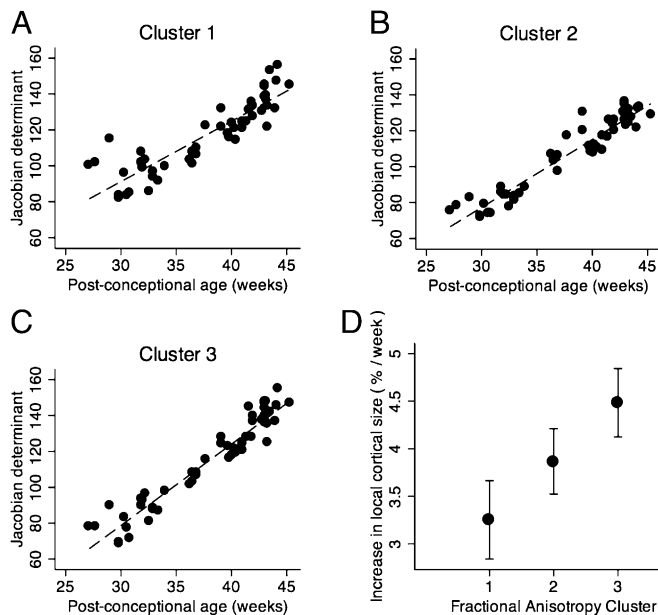 A
Cluster 1
Jacobian determinant
60 80 100 120 140 160
25 30 35 40 45
Post-conceptional age (weeks)
B
Cluster 2
Jacobian determinant
60 80 100 120 140 160
25 30 35 40 45
Post-conceptional age (weeks)
C
Cluster 3
Jacobian determinant
60 80 100 120 140 160
25 30 35 40 45
Post-conceptional age (weeks)
D
Increase in local cortical size ( % / week )
3 3.5 4 4.5 5
1 2 3
Fractional Anisotropy Cluster